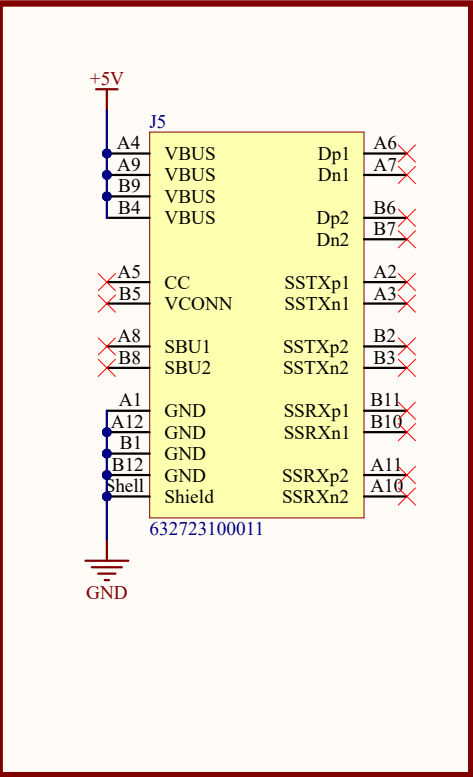 +5V
J5
A4 VBUS Dp1 A6
A9 VBUS Dn1 A7
B9 VBUS
B4 VBUS Dp2 B6
Dn2 B7
A5 CC SSTXp1 A2
B5 VCONN SSTXn1 A3
A8 SBU1 SSTXp2 B2
B8 SBU2 SSTXn2 B3
A1 GND SSRXp1 B11
A12 GND SSRXn1 B10
B1 GND
B12 GND SSRXp2 A11
Shell Shield SSRXn2 A10
632723100011
GND